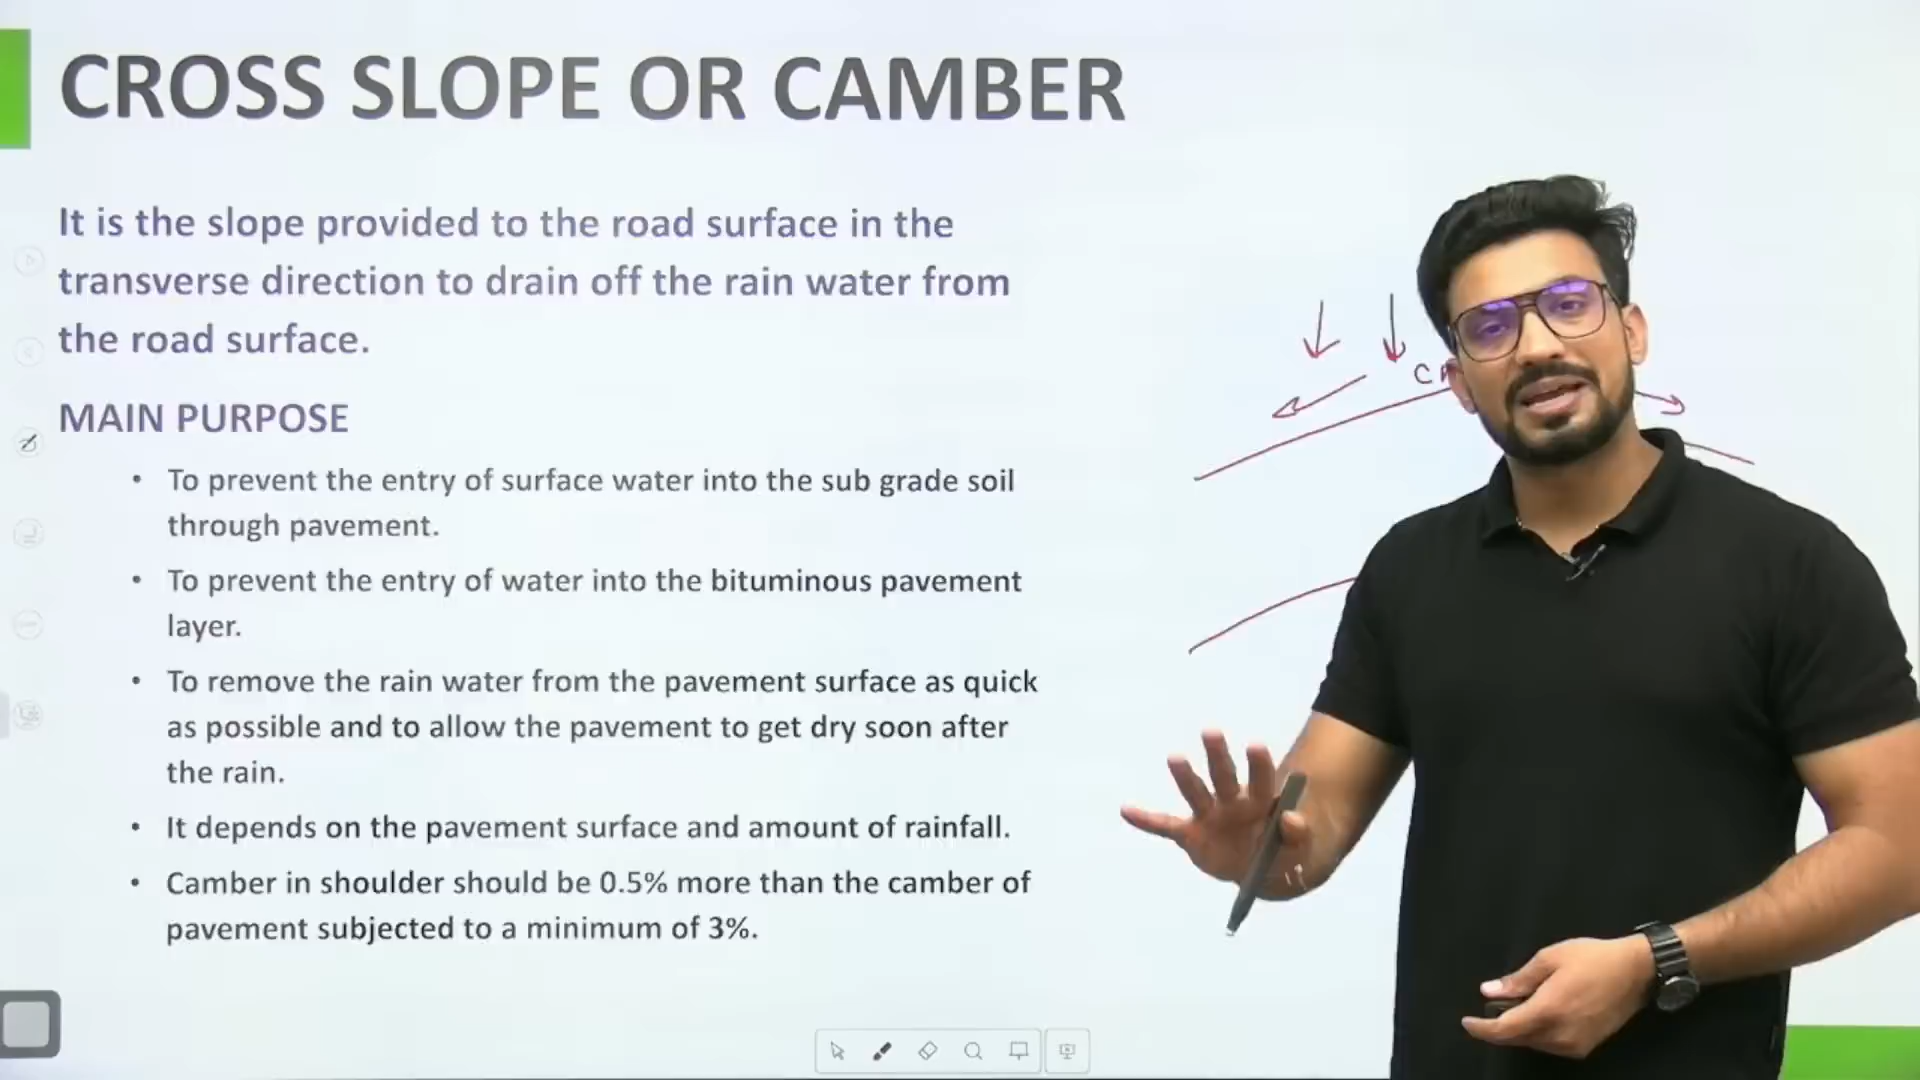 CROSS SLOPE OR CAMBER
It is the slope provided to the road surface in the
transverse direction to drain off the rain water from
the road surface.
MAIN PURPOSE
• To prevent the entry of surface water into the sub grade soil
through pavement.
• To prevent the entry of water into the bituminous pavement
layer.
• To remove the rain water from the pavement surface as quick
as possible and to allow the pavement to get dry soon after
the rain.
• It depends on the pavement surface and amount of rainfall.
• Camber in shoulder should be 0.5% more than the camber of
pavement subjected to a minimum of 3%.